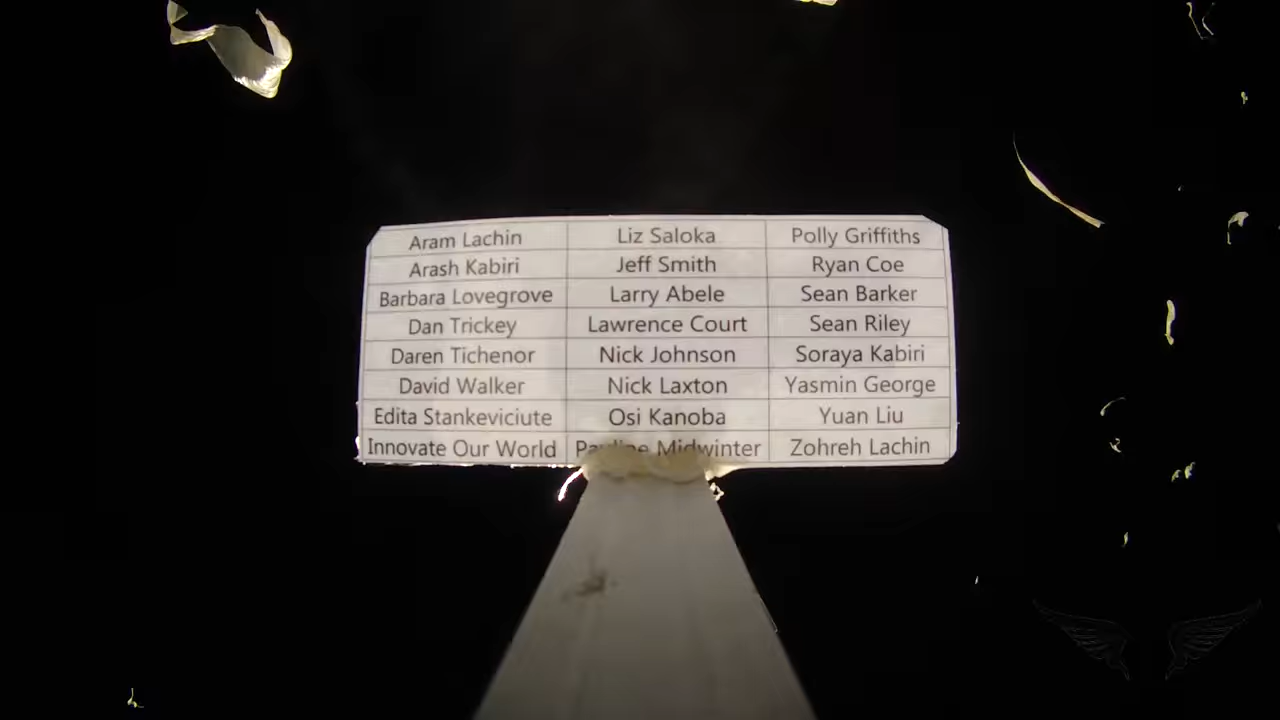 Aram Lachin Liz Saloka Polly Griffiths
Arash Kabiri Jeff Smith Ryan Coe
Barbara Lovegrove Larry Abele Sean Barker
Dan Trickey Lawrence Court Sean Riley
Daren Tichenor Nick Johnson Soraya Kabiri
David Walker Nick Laxton Yasmin George
Edita Stankeviciute Osi Kanoba Yuan Liu
Innovate Our World Pauline Midwinter Zohreh Lachin